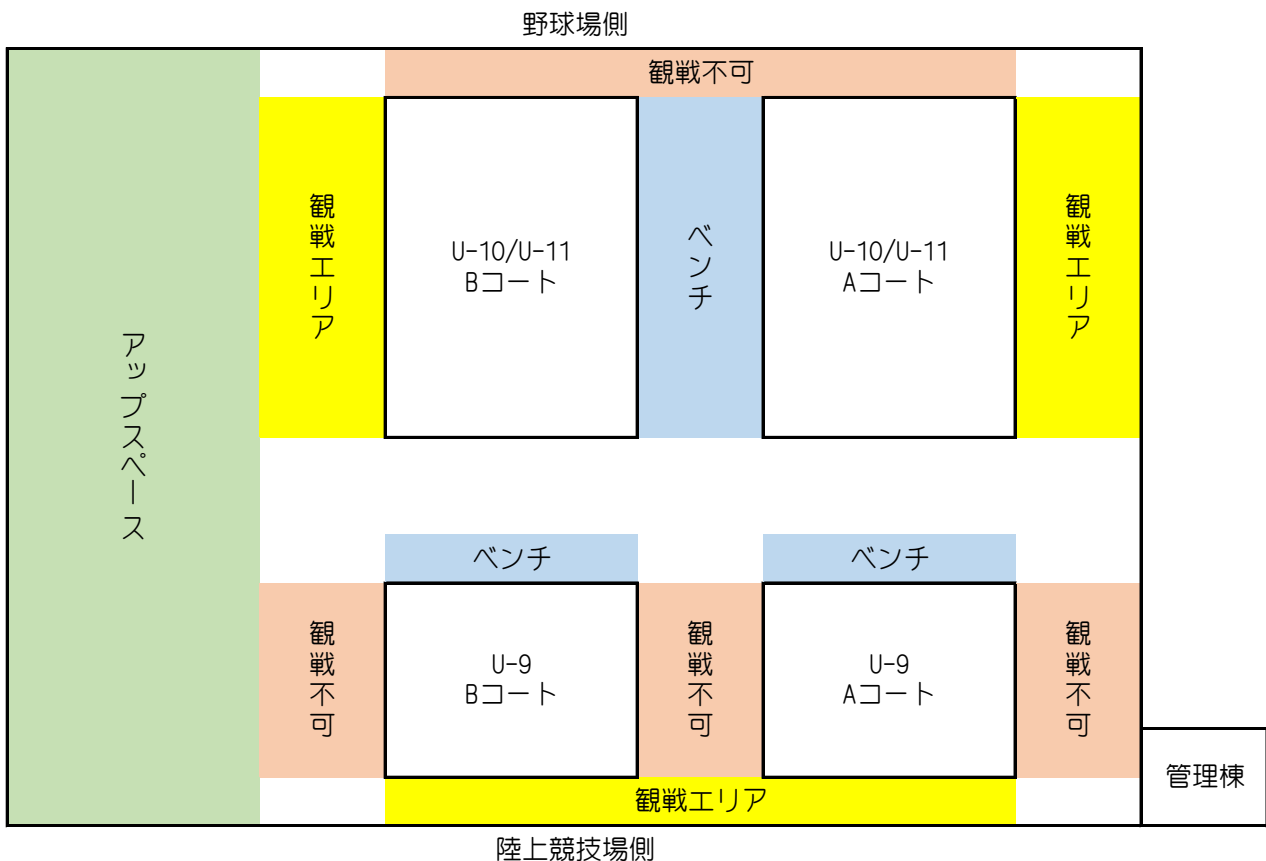 野球場側
観戦不可
観戦エリア
U-10/U-11
Bコート
ベンチ
U-10/U-11
Aコート
観戦エリア
アップスペース
ベンチ
ベンチ
観戦不可
U-9
Bコート
観戦不可
U-9
Aコート
観戦不可
管理棟
観戦エリア
陸上競技場側